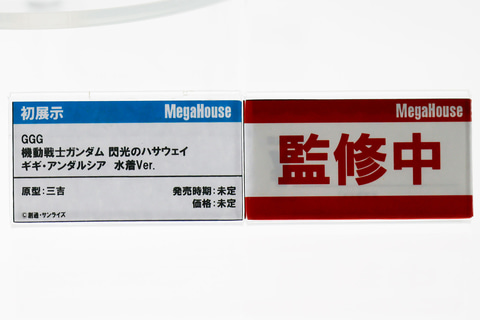 初展示 MegaHouse
GGG
機動戦士ガンダム 閃光のハサウェイ
ギギ・アンダルシア 水着Ver.
原型:三吉 発売時期:未定
価格:未定
©創通・サンライズ
MegaHouse
監修中